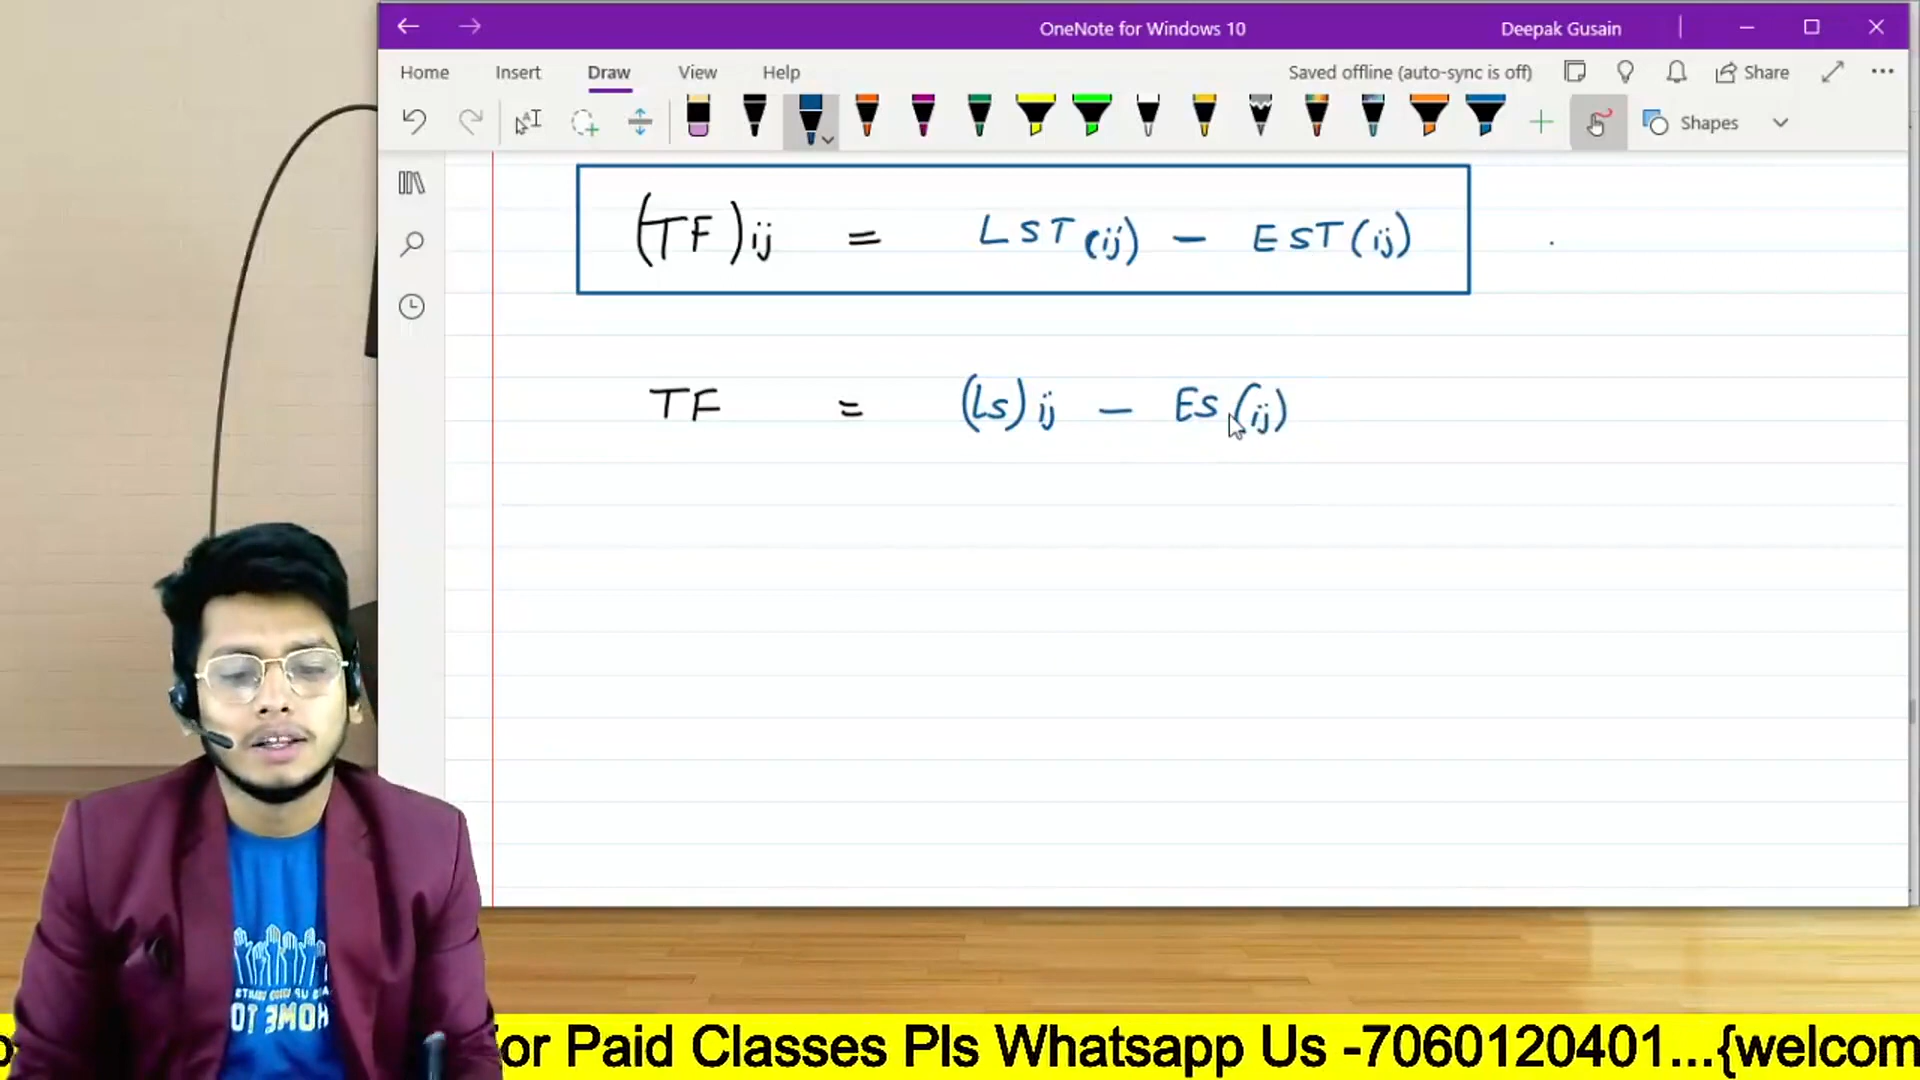 OneNote for Windows 10
Deepak Gusain
Home Insert Draw View Help
Saved offline (auto-sync is off) Share
Shapes
(TF)ij = LST(ij) - EST(ij)
TF = (LS)ij - ES(ij)
HOME TO
or Paid Classes Pls Whatsapp Us -7060120401...{welcom